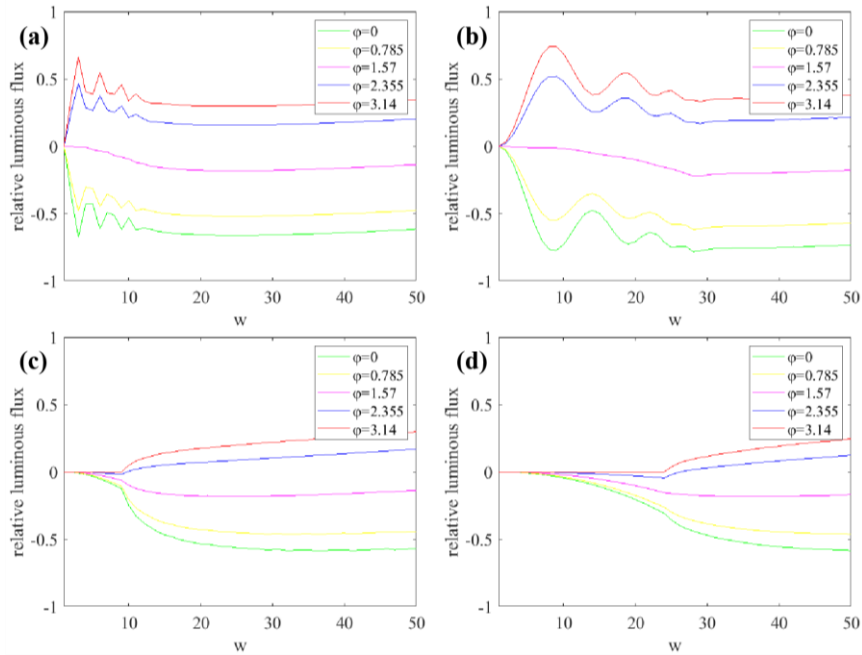 (a)
1
0.5
0
-0.5
-1
relative luminous flux
10
20
30
40
50
w
φ=0
φ=0.785
φ=1.57
φ=2.355
φ=3.14
(b)
1
0.5
0
-0.5
-1
relative luminous flux
10
20
30
40
50
w
φ=0
φ=0.785
φ=1.57
φ=2.355
φ=3.14
(c)
1
0.5
0
-0.5
-1
relative luminous flux
10
20
30
40
50
w
φ=0
φ=0.785
φ=1.57
φ=2.355
φ=3.14
(d)
1
0.5
0
-0.5
-1
relative luminous flux
10
20
30
40
50
w
φ=0
φ=0.785
φ=1.57
φ=2.355
φ=3.14